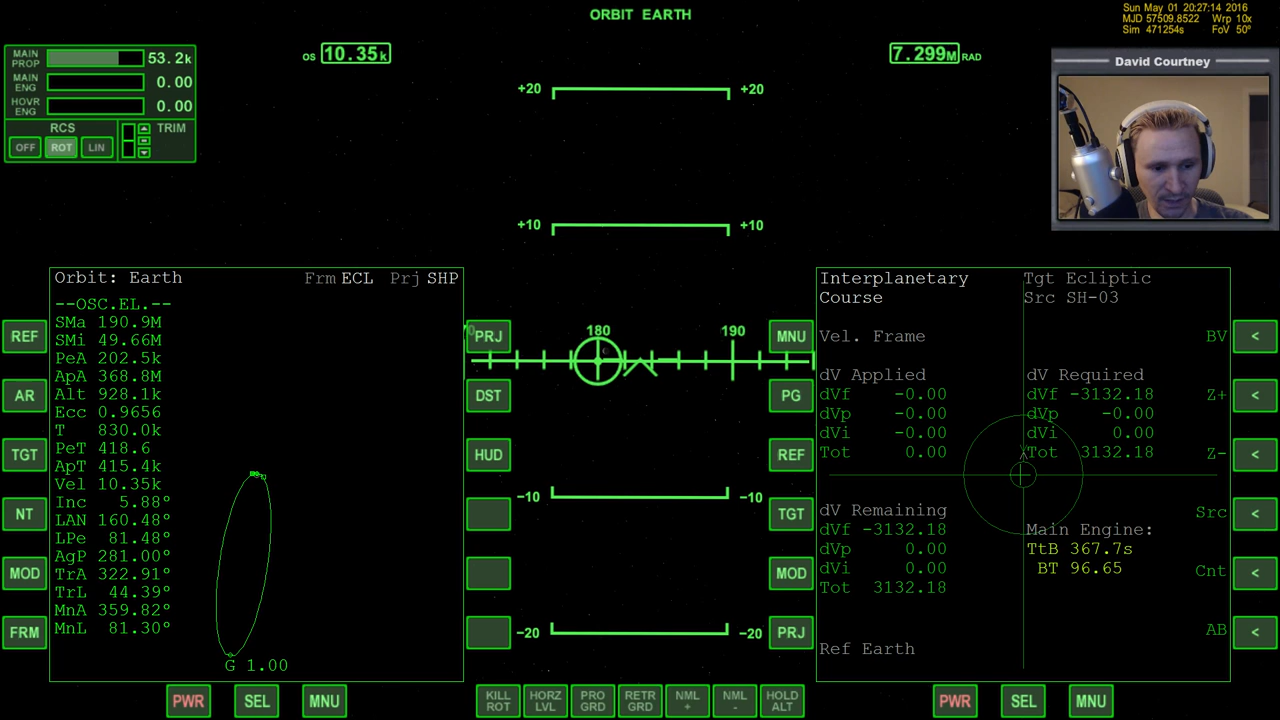 ORBIT EARTH
Sun May 01 20:27:14 2016
MJD 57509.8522 Wrp 10x
Sim 471254s FoV 50°
David Courtney
MAIN PROP 53.2k
MAIN ENG 0.00
HOVR ENG 0.00
RCS TRIM
OFF ROT LIN
OS 10.35k
7.299M RAD
+20 +20
+10 +10
180 190
-10 -10
-20 -20
Orbit: Earth Frm ECL Prj SHP
--OSC.EL.--
SMa 190.9M
SMi 49.66M
PeA 202.5k
ApA 368.8M
Alt 928.1k
Ecc 0.9656
T 830.0k
PeT 418.6
ApT 415.4k
Vel 10.35k
Inc 5.88°
LAN 160.48°
LPe 81.48°
AgP 281.00°
TrA 322.91°
TrL 44.39°
MnA 359.82°
MnL 81.30°
G 1.00
REF
AR
TGT
NT
MOD
FRM
PRJ
DST
HUD
PWR SEL MNU
KILL ROT
HORZ LVL
PRO GRD
RETR GRD
NML +
NML -
HOLD ALT
MNU
PG
REF
TGT
MOD
PRJ
Interplanetary Tgt Ecliptic
Course Src SH-03
Vel. Frame
dV Applied dV Required
dVf -0.00 dVf -3132.18
dVp -0.00 dVp -0.00
dVi -0.00 dVi 0.00
Tot 0.00 Tot 3132.18
dV Remaining
dVf -3132.18 Main Engine:
dVp 0.00 TtB 367.7s
dVi 0.00 BT 96.65
Tot 3132.18
Ref Earth
BV <
Z+ <
Z- <
Src <
Cnt <
AB <
PWR SEL MNU